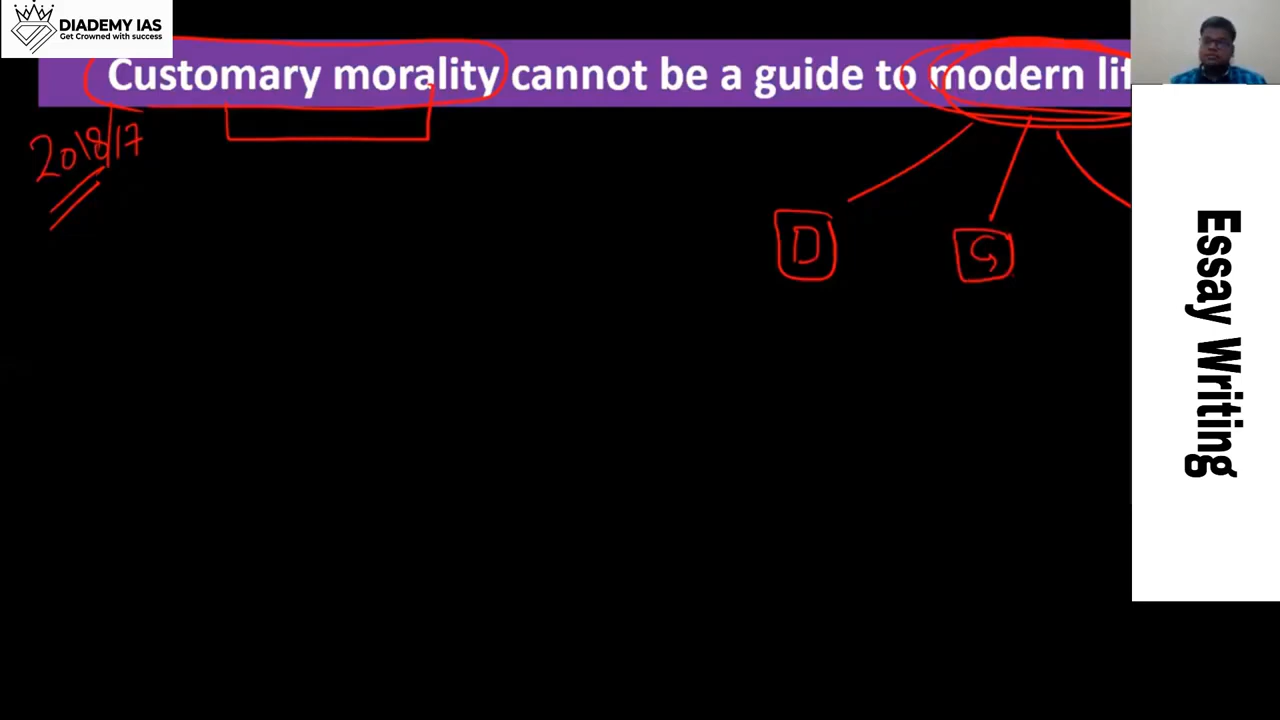 DIADEMY IAS
Get Crowned with success
Customary morality cannot be a guide to modern lif
2018/17
D
G
Essay Writing